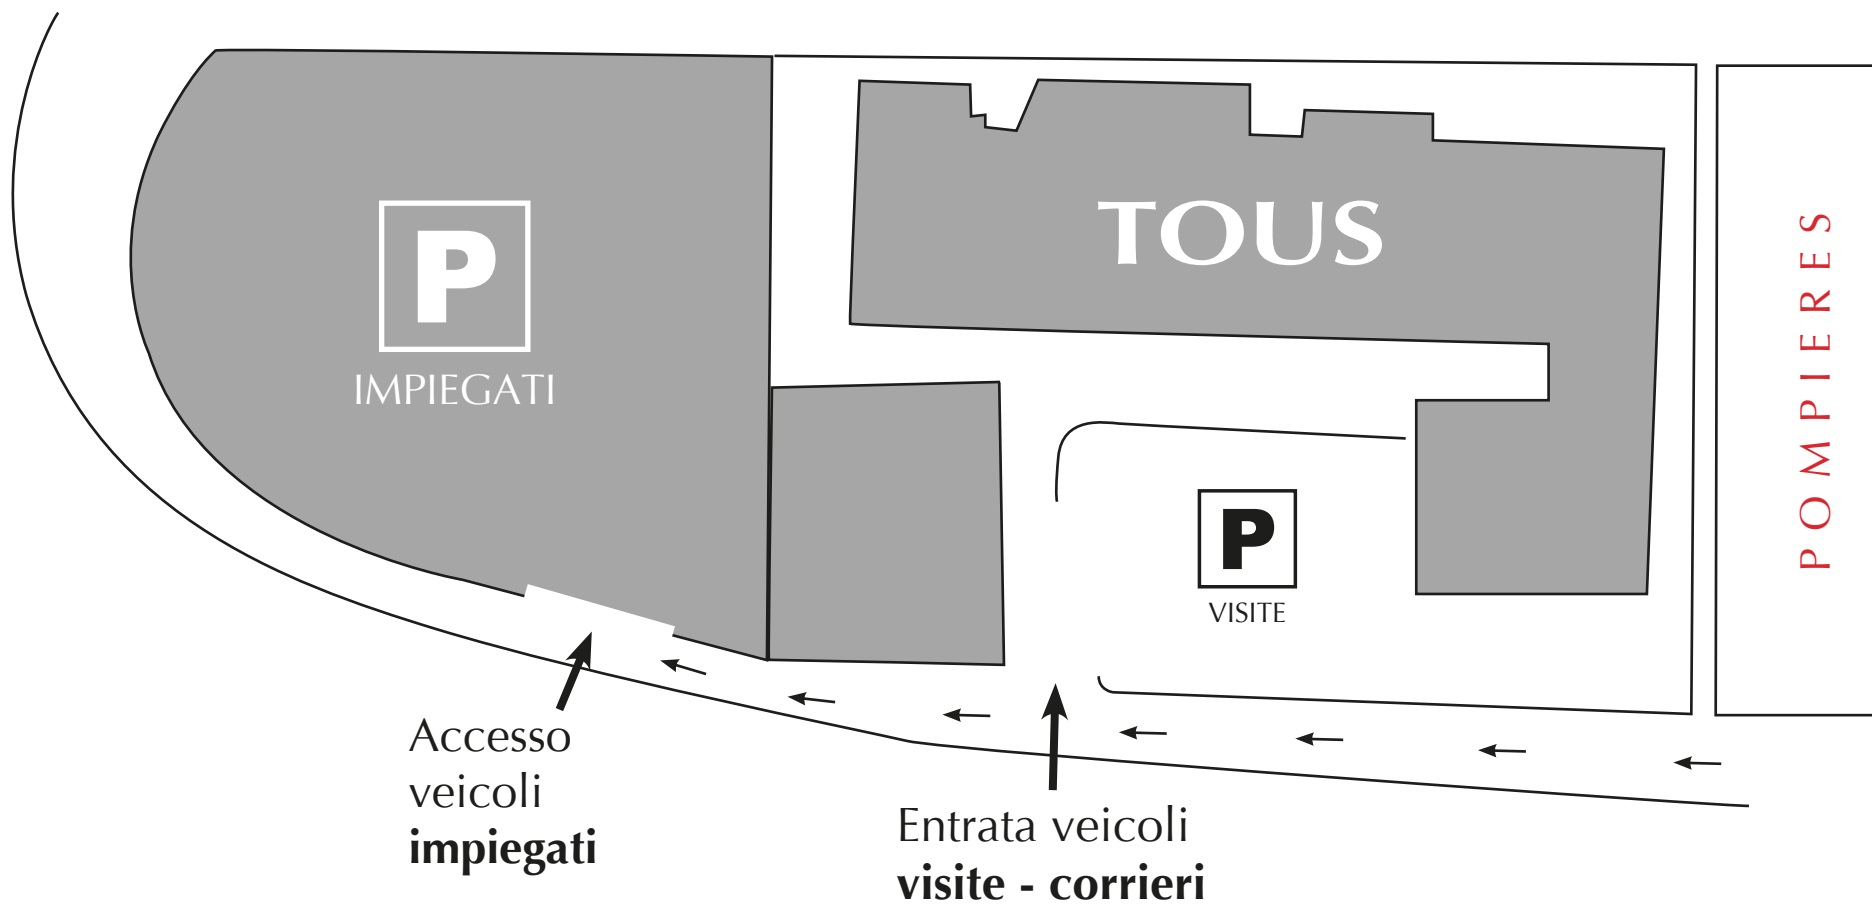 P
IMPIEGATI
TOUS
P
VISITE
POMPIERES
Accesso
veicoli
impiegati
Entrata veicoli
visite - corrieri